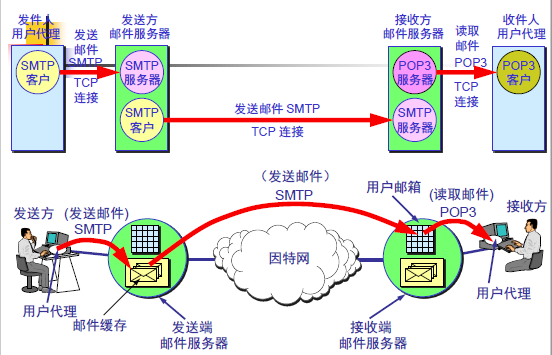 发件人
用户代理
发送
邮件
SMTP
TCP
连接
发送方
邮件服务器
接收方
邮件服务器
读取
邮件
POP3
TCP
连接
收件人
用户代理
SMTP
客户
SMTP
服务器
POP3
服务器
POP3
客户
SMTP
客户
发送邮件 SMTP
TCP 连接
SMTP
服务器
(发送邮件)
SMTP
用户邮箱
(读取邮件)
POP3
接收方
发送方
(发送邮件)
SMTP
因特网
用户代理
邮件缓存
发送端
邮件服务器
接收端
邮件服务器
用户代理